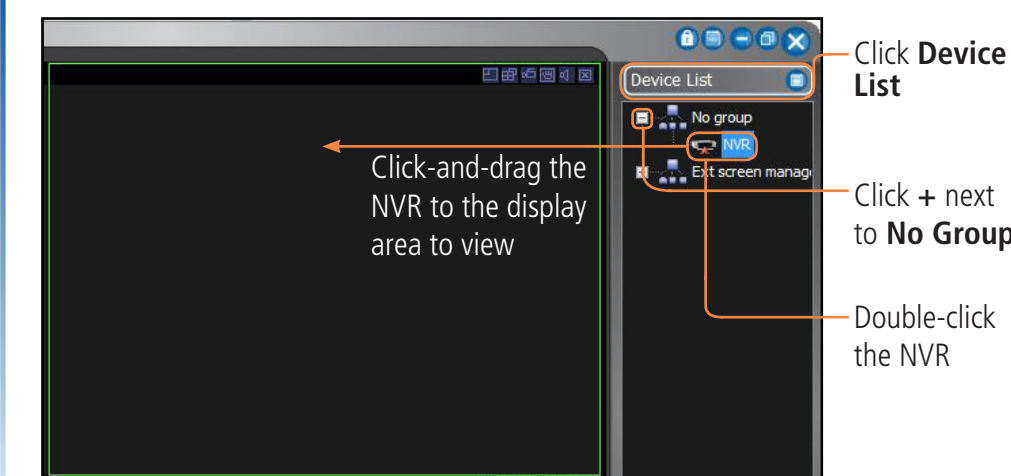 Device List
No group
NVR
Ext screen manag
Click-and-drag the
NVR to the display
area to view
Click Device
List
Click + next
to No Group
Double-click
the NVR